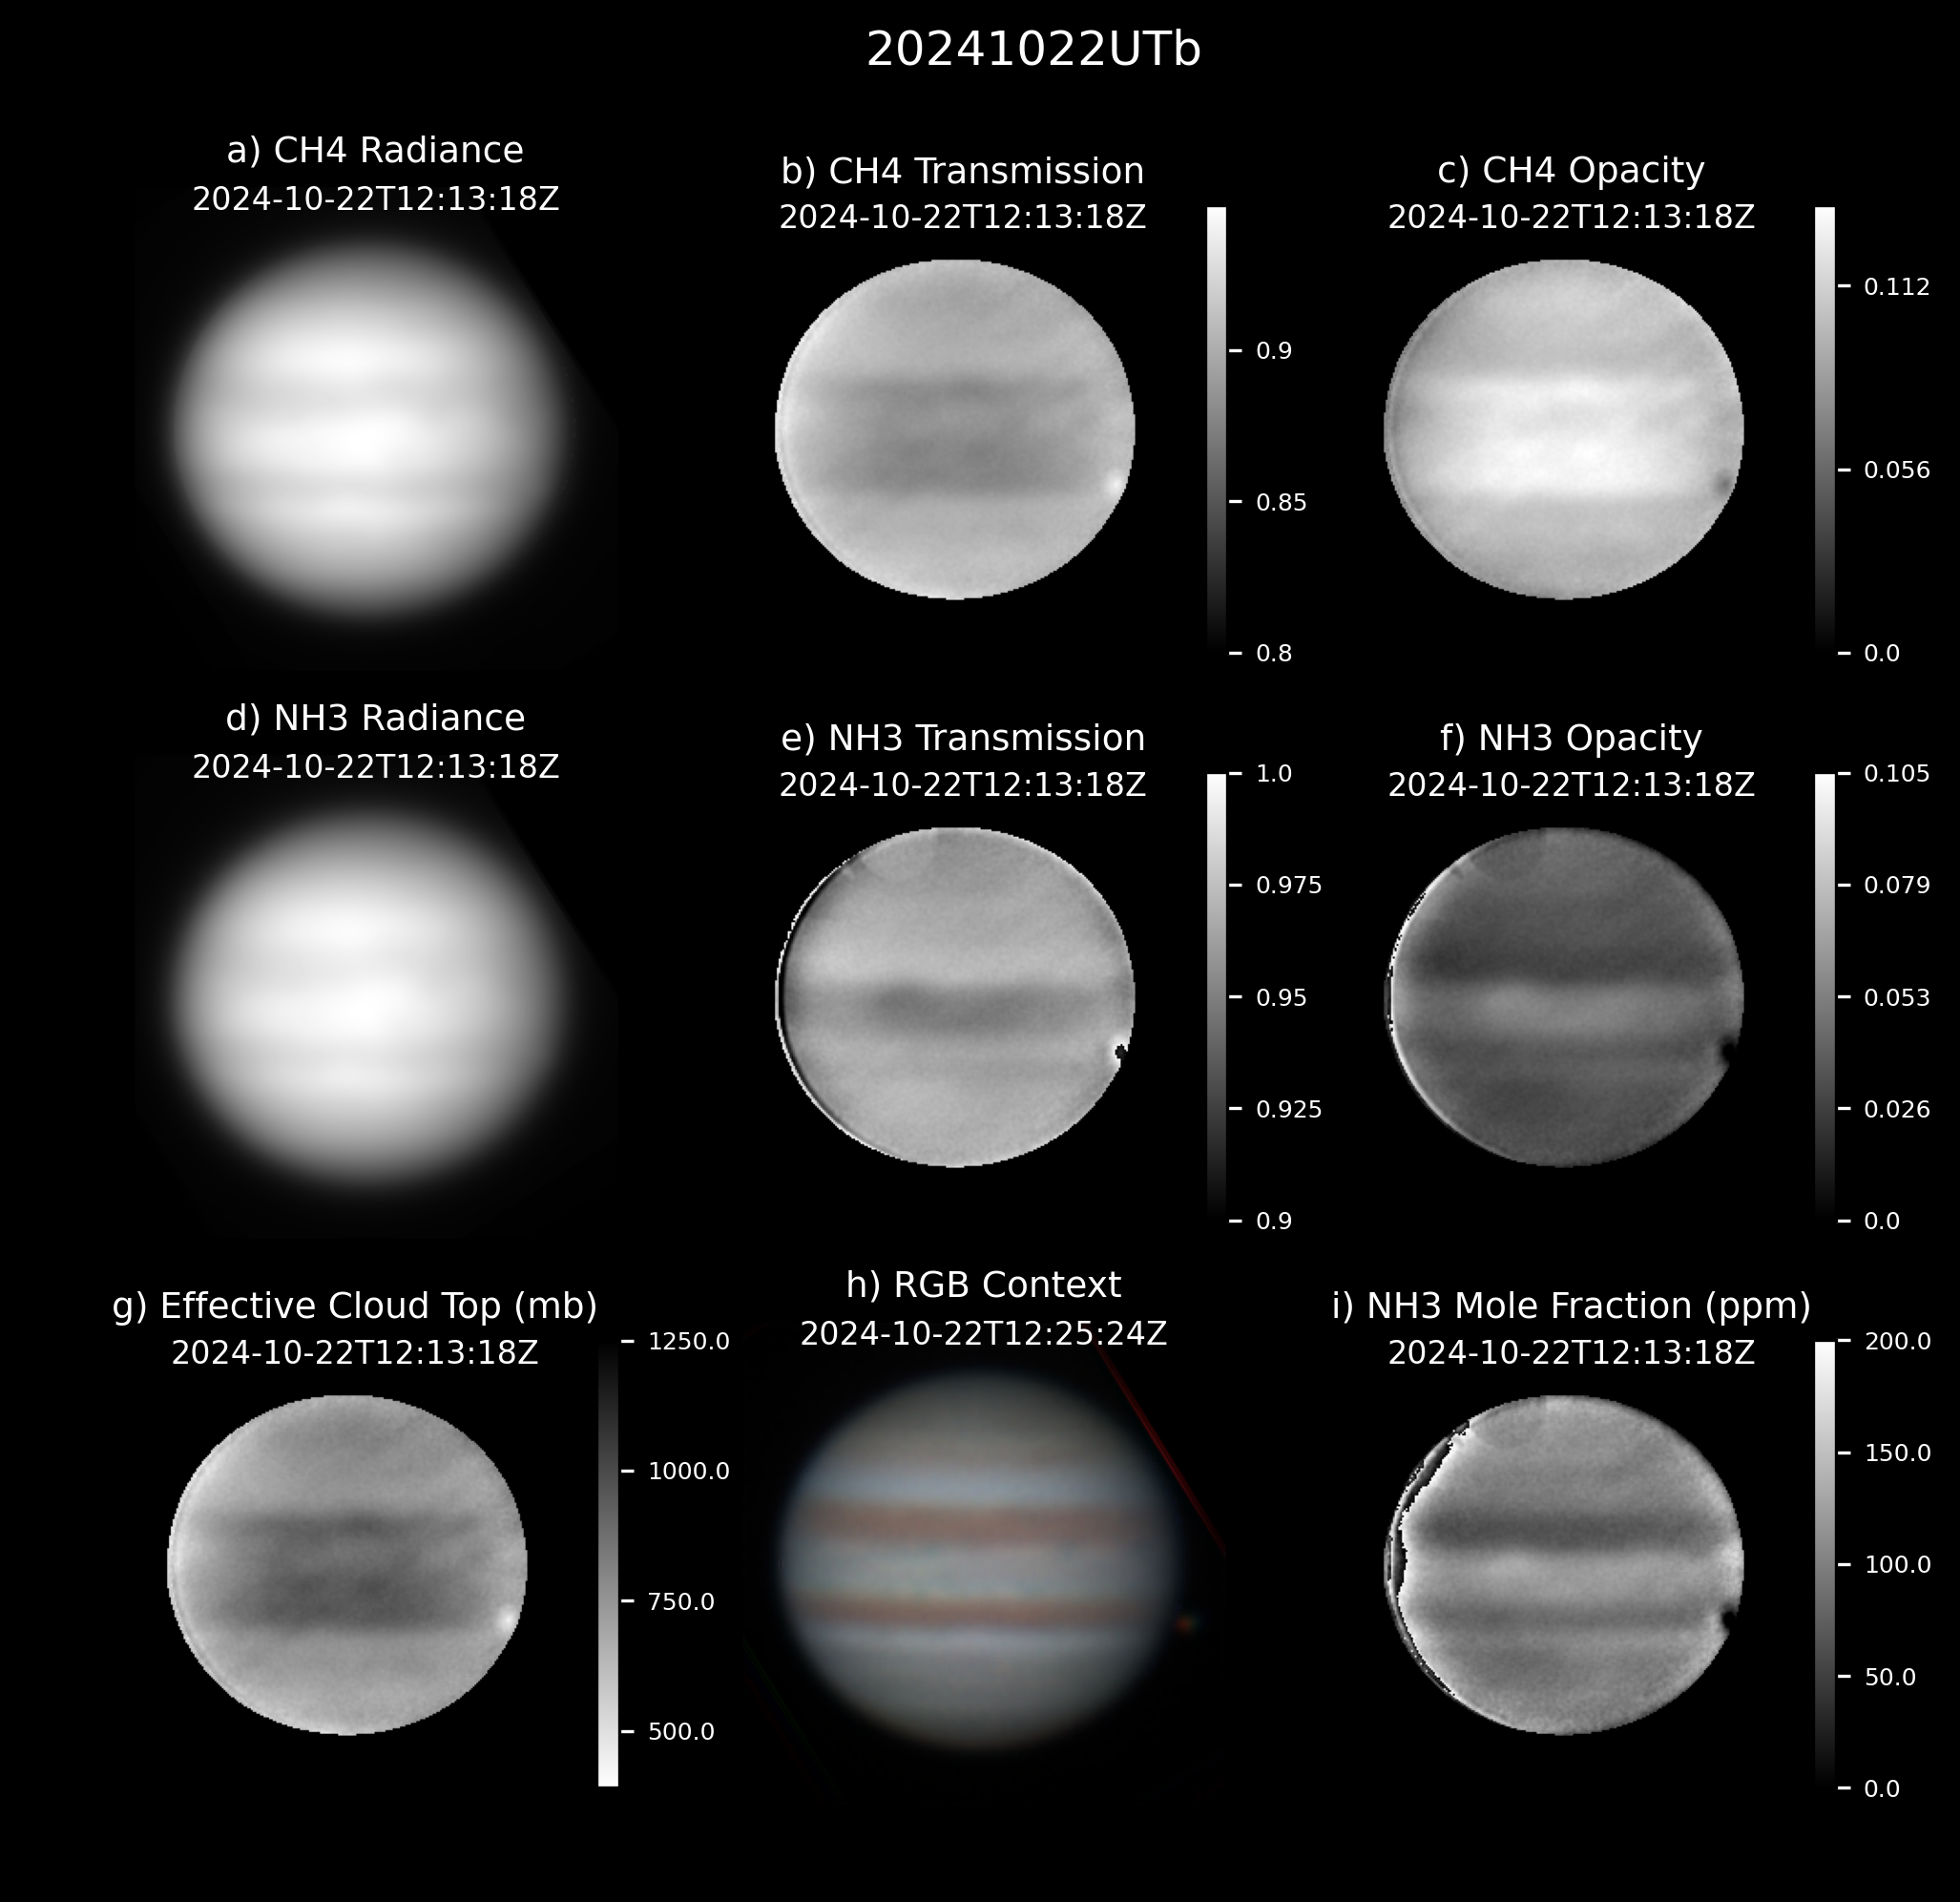 20241022UTb
a) CH4 Radiance
2024-10-22T12:13:18Z
b) CH4 Transmission
2024-10-22T12:13:18Z
0.9
0.85
0.8
c) CH4 Opacity
2024-10-22T12:13:18Z
0.112
0.056
0.0
d) NH3 Radiance
2024-10-22T12:13:18Z
e) NH3 Transmission
2024-10-22T12:13:18Z
1.0
0.975
0.95
0.925
0.9
f) NH3 Opacity
2024-10-22T12:13:18Z
0.105
0.079
0.053
0.026
0.0
g) Effective Cloud Top (mb)
2024-10-22T12:13:18Z
1250.0
1000.0
750.0
500.0
h) RGB Context
2024-10-22T12:25:24Z
i) NH3 Mole Fraction (ppm)
2024-10-22T12:13:18Z
200.0
150.0
100.0
50.0
0.0